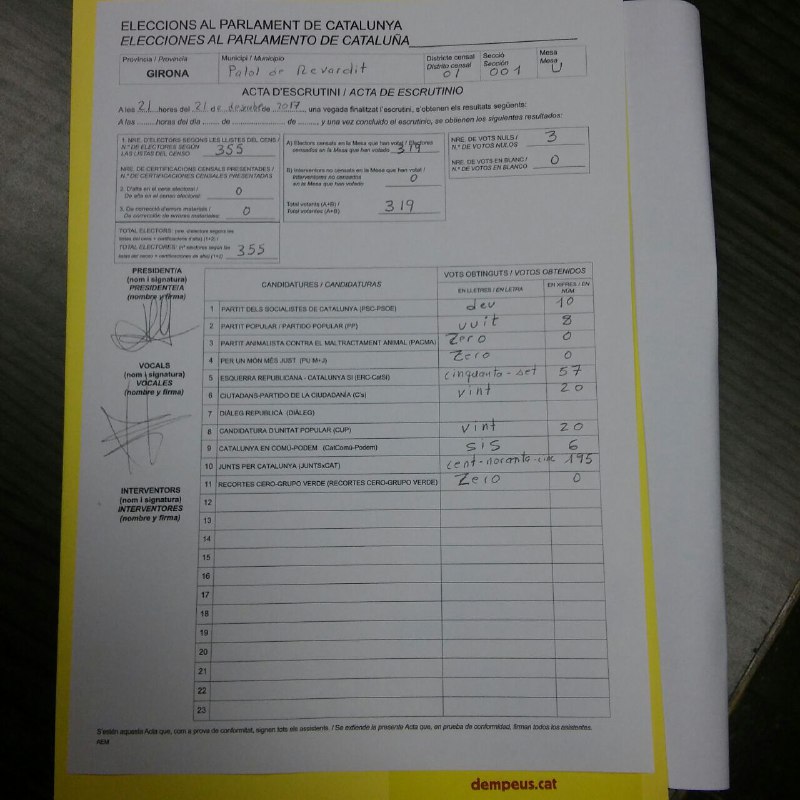 ELECCIONS AL PARLAMENT DE CATALUNYA
ELECCIONES AL PARLAMENTO DE CATALUÑA
Província / Provincia
GIRONA
Municipi / Municipio
Palol de Revardit
Districte censal
Distrito censal
01
Secció
Sección
001
Mesa
Mesa
U
ACTA D'ESCRUTINI / ACTA DE ESCRUTINIO
A les 21 hores del 21 de desembre de 2017 una vegada finalitzat l'escrutini, s'obtenen els resultats següents:
A las ........ horas del día ........ de ........ de ........ y una vez concluido el escrutinio, se obtienen los siguientes resultados:
1. NRE. D'ELECTORS SEGONS LES LLISTES DEL CENS /
N.º DE ELECTORES SEGÚN
LAS LISTAS DEL CENSO
355
NRE. DE CERTIFICACIONS CENSALS PRESENTADES /
N.º DE CERTIFICACIONES CENSALES PRESENTADAS
2. D'alta en el cens electoral /
De alta en el censo electoral:
0
3. De correcció d'errors materials /
De corrección de errores materiales:
0
TOTAL ELECTORS: (nre. d'electors segons les
llistes del cens + certificacions d'alta) (1+2) /
TOTAL ELECTORES: (nº electores según las
listas del censo + certificaciones de alta) (1+2)
355
A) Electors censats en la Mesa que han votat / Electores
censados en la Mesa que han votado
319
B) Interventors no censats en la Mesa que han votat /
Interventores no censados
en la Mesa que han votado
0
Total votants (A+B) /
Total votantes (A+B)
319
NRE. DE VOTS NULS /
N.º DE VOTOS NULOS
3
NRE. DE VOTS EN BLANC /
N.º DE VOTOS EN BLANCO
0
PRESIDENT/A
(nom i signatura)
PRESIDENTE/A
(nombre y firma)
VOCALS
(nom i signatura)
VOCALES
(nombre y firma)
INTERVENTORS
(nom i signatura)
INTERVENTORES
(nombre y firma)
CANDIDATURES / CANDIDATURAS
VOTS OBTINGUTS / VOTOS OBTENIDOS
EN LLETRES / EN LETRA
EN XIFRES / EN NÚM
1 PARTIT DELS SOCIALISTES DE CATALUNYA (PSC-PSOE) deu 10
2 PARTIT POPULAR / PARTIDO POPULAR (PP) vuit 8
3 PARTIT ANIMALISTA CONTRA EL MALTRACTAMENT ANIMAL (PACMA) Zero 0
4 PER UN MÓN MÉS JUST (PUM+J) Zero 0
5 ESQUERRA REPUBLICANA - CATALUNYA SÍ (ERC-CatSí) cinquanta-set 57
6 CIUTADANS-PARTIDO DE LA CIUDADANÍA (C's) vint 20
7 DIÀLEG REPUBLICÀ (DIÀLEG)
8 CANDIDATURA D'UNITAT POPULAR (CUP) vint 20
9 CATALUNYA EN COMÚ-PODEM (CatComú-Podem) sis 6
10 JUNTS PER CATALUNYA (JUNTSxCAT) cent-noranta-cinc 195
11 RECORTES CERO-GRUPO VERDE (RECORTES CERO-GRUPO VERDE) Zero 0
12
13
14
15
16
17
18
19
20
21
22
23
S'estén aquesta Acta que, com a prova de conformitat, signen tots els assistents. / Se extiende la presente Acta que, en prueba de conformidad, firman todos los asistentes.
AEM
dempeus.cat